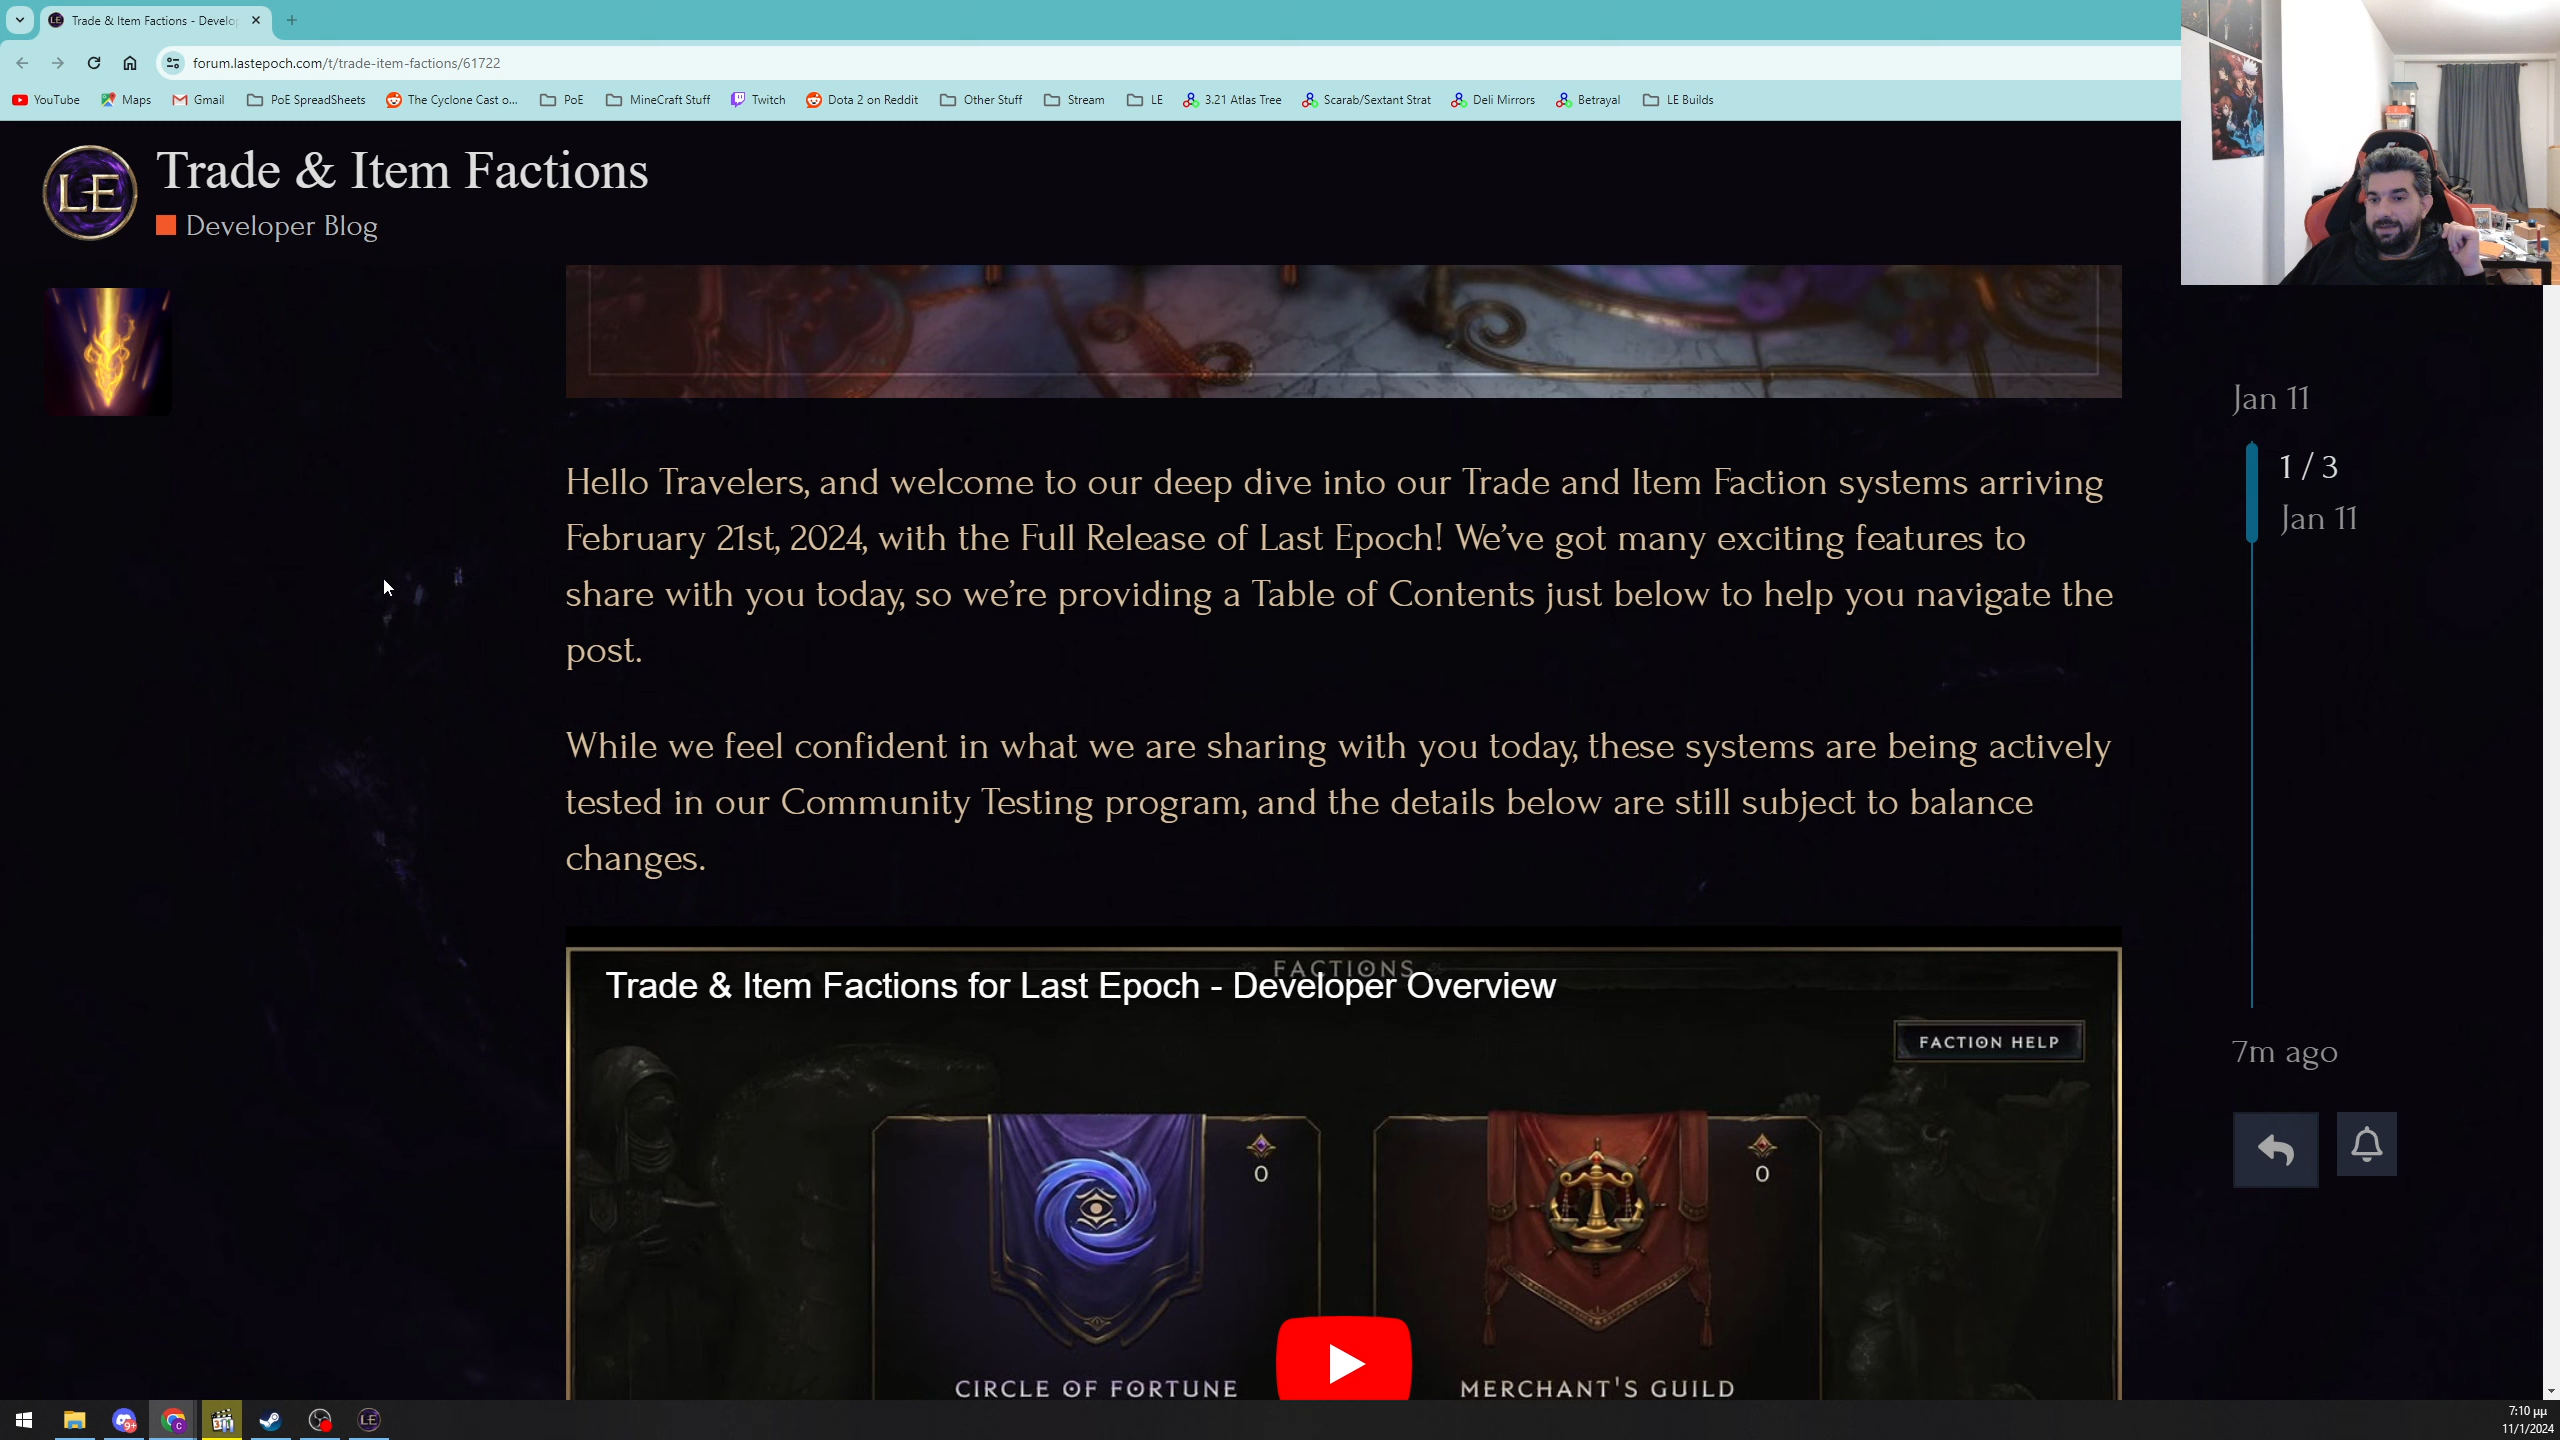 Trade & Item Factions - Develo
forum.lastepoch.com/t/trade-item-factions/61722
YouTube Maps Gmail PoE SpreadSheets The Cyclone Cast o... PoE MineCraft Stuff Twitch Dota 2 on Reddit Other Stuff Stream LE 3.21 Atlas Tree Scarab/Sextant Strat Deli Mirrors Betrayal LE Builds
LE
Trade & Item Factions
Developer Blog
Jan 11
1 / 3
Jan 11
Hello Travelers, and welcome to our deep dive into our Trade and Item Faction systems arriving
February 21st, 2024, with the Full Release of Last Epoch! We’ve got many exciting features to
share with you today, so we’re providing a Table of Contents just below to help you navigate the
post.
While we feel confident in what we are sharing with you today, these systems are being actively
tested in our Community Testing program, and the details below are still subject to balance
changes.
FACTIONS
Trade & Item Factions for Last Epoch - Developer Overview
FACTION HELP
7m ago
0
0
CIRCLE OF FORTUNE
MERCHANT'S GUILD
9+
LE
7:10 μμ
11/1/2024